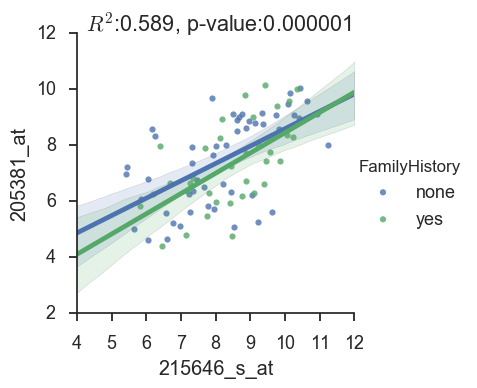 R²:0.589, p-value:0.000001
12
10
8
6
4
2
205381_at
4 5 6 7 8 9 10 11 12
215646_s_at
FamilyHistory
none
yes